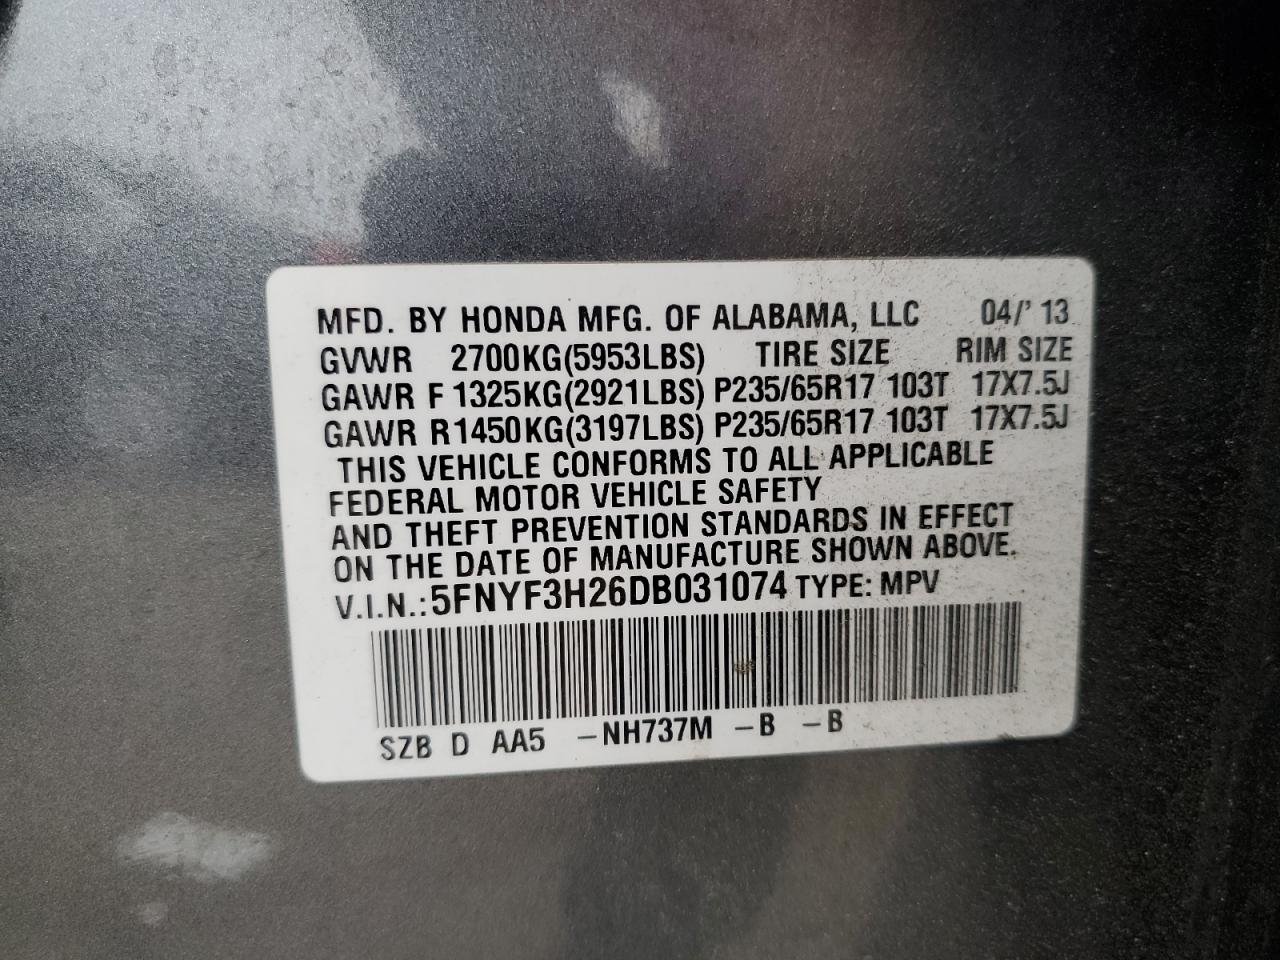 MFD. BY HONDA MFG. OF ALABAMA, LLC 04/' 13
GVWR 2700KG(5953LBS) TIRE SIZE RIM SIZE
GAWR F 1325KG(2921LBS) P235/65R17 103T 17X7.5J
GAWR R1450KG(3197LBS) P235/65R17 103T 17X7.5J
THIS VEHICLE CONFORMS TO ALL APPLICABLE
FEDERAL MOTOR VEHICLE SAFETY
AND THEFT PREVENTION STANDARDS IN EFFECT
ON THE DATE OF MANUFACTURE SHOWN ABOVE.
V.I.N.: 5FNYF3H26DB031074 TYPE: MPV
SZB D AA5 -NH737M -B -B